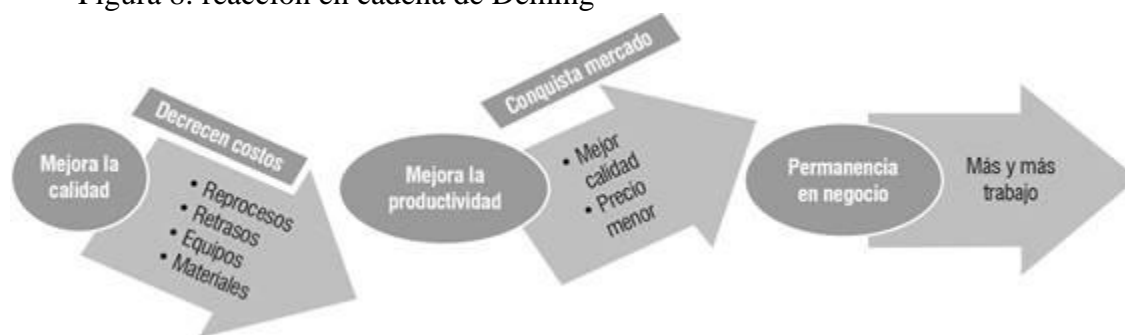 Figura 8: reacción en cadena de Deming
Mejora la
calidad
Decrecen costos
• Reprocesos
• Retrasos
• Equipos
• Materiales
Mejora la
productividad
Conquista mercado
• Mejor
calidad
• Precio
menor
Permanencia
en negocio
Más y más
trabajo